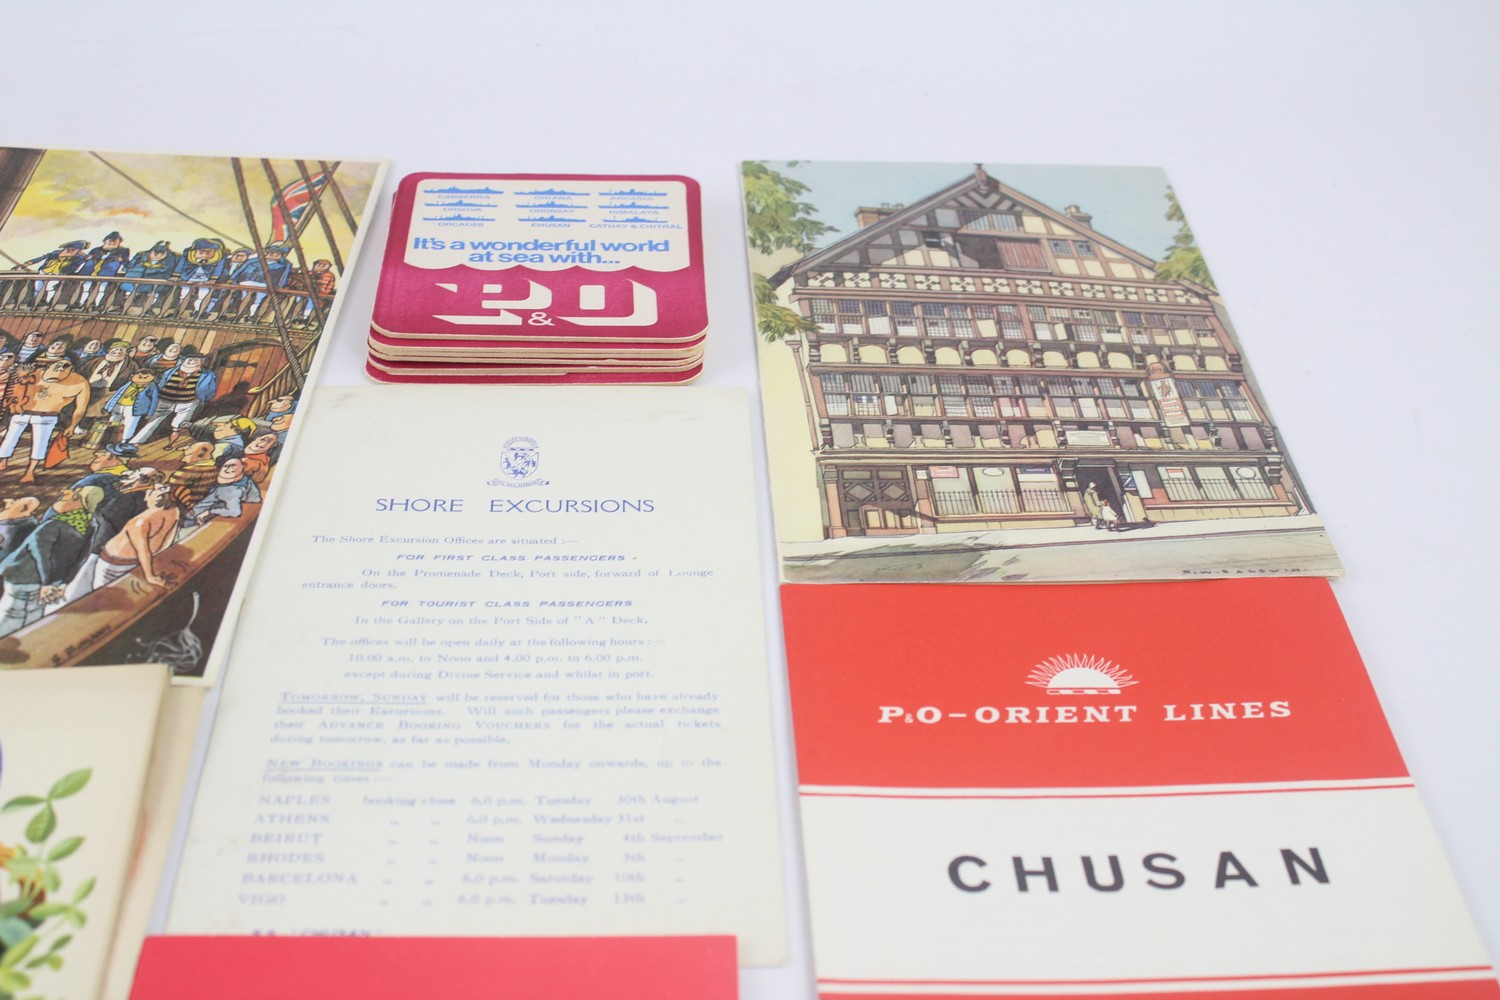 CANBERRA ORIANA ARCADIA
ORSOVA ORONSAY HIMALAYA
ORCADES CHUSAN CATHAY & CHITRAL
It's a wonderful world
at sea with...
P&O
SHORE EXCURSIONS
The Shore Excursion Offices are situated :—
FOR FIRST CLASS PASSENGERS
On the Promenade Deck, Port side, forward of Lounge
entrance doors.
FOR TOURIST CLASS PASSENGERS
In the Gallery on the Port Side of "A" Deck.
The offices will be open daily at the following hours :—
10.00 a.m. to Noon and 4.00 p.m. to 6.00 p.m.
except during Divine Service and whilst in port.
TOMORROW, SUNDAY will be reserved for those who have already
booked their Excursions. Will such passengers please exchange
their ADVANCE BOOKING VOUCHERS for the actual tickets
during tomorrow, as far as possible.
NEW BOOKINGS can be made from Monday onwards, up to the
following times :—
NAPLES booking close 6.0 p.m. Tuesday 30th August
ATHENS " " 6.0 p.m. Wednesday 31st "
BEIRUT " " Noon Sunday 4th September
RHODES " " Noon Monday 5th "
BARCELONA " " 6.0 p.m. Saturday 10th "
VIGO " " 6.0 p.m. Tuesday 13th "
s.s. "CHUSAN"
P&O-ORIENT LINES
CHUSAN